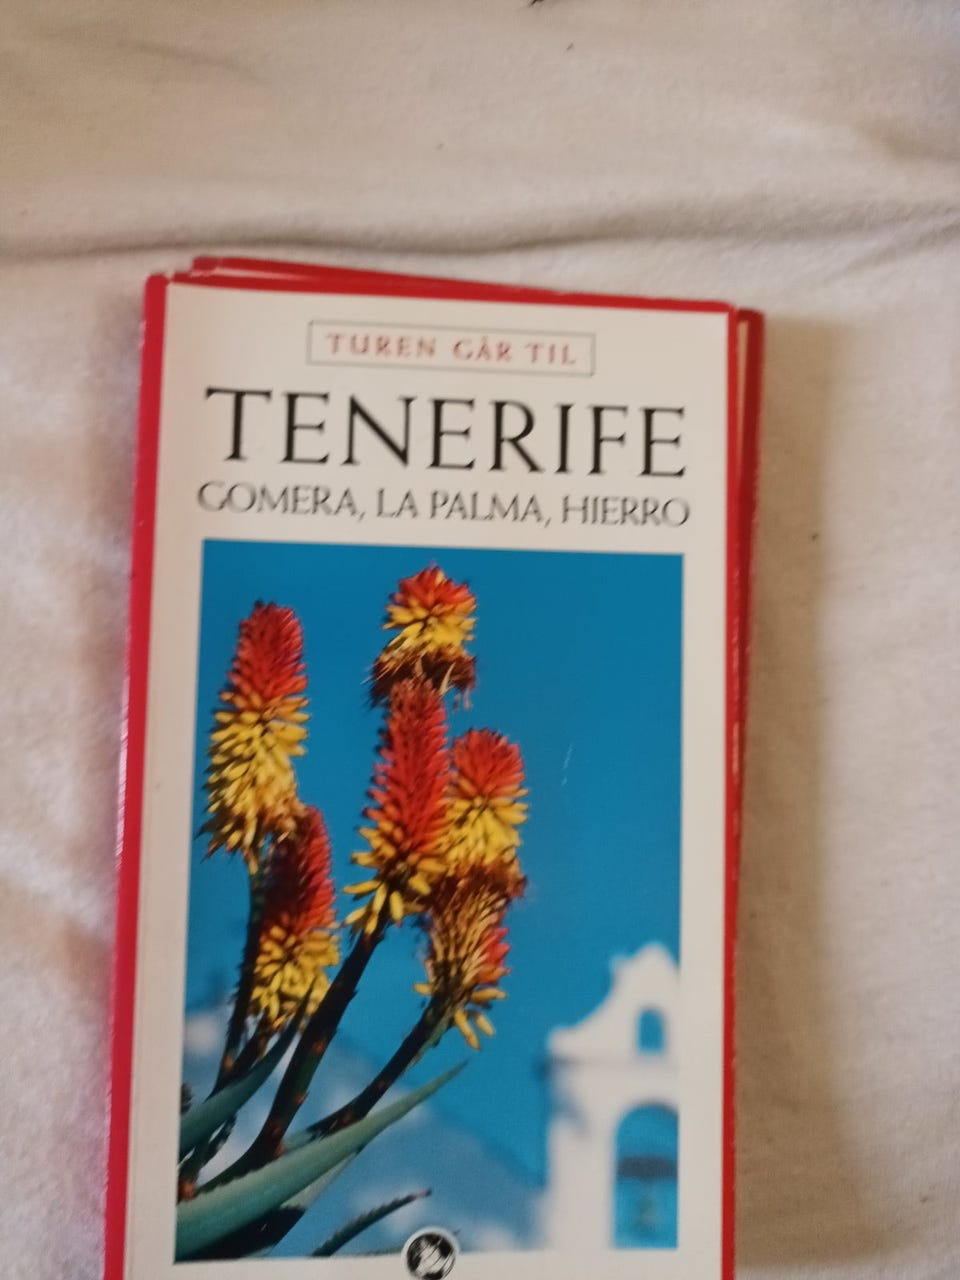 TUREN GÅR TIL
TENERIFE
GOMERA, LA PALMA, HIERRO